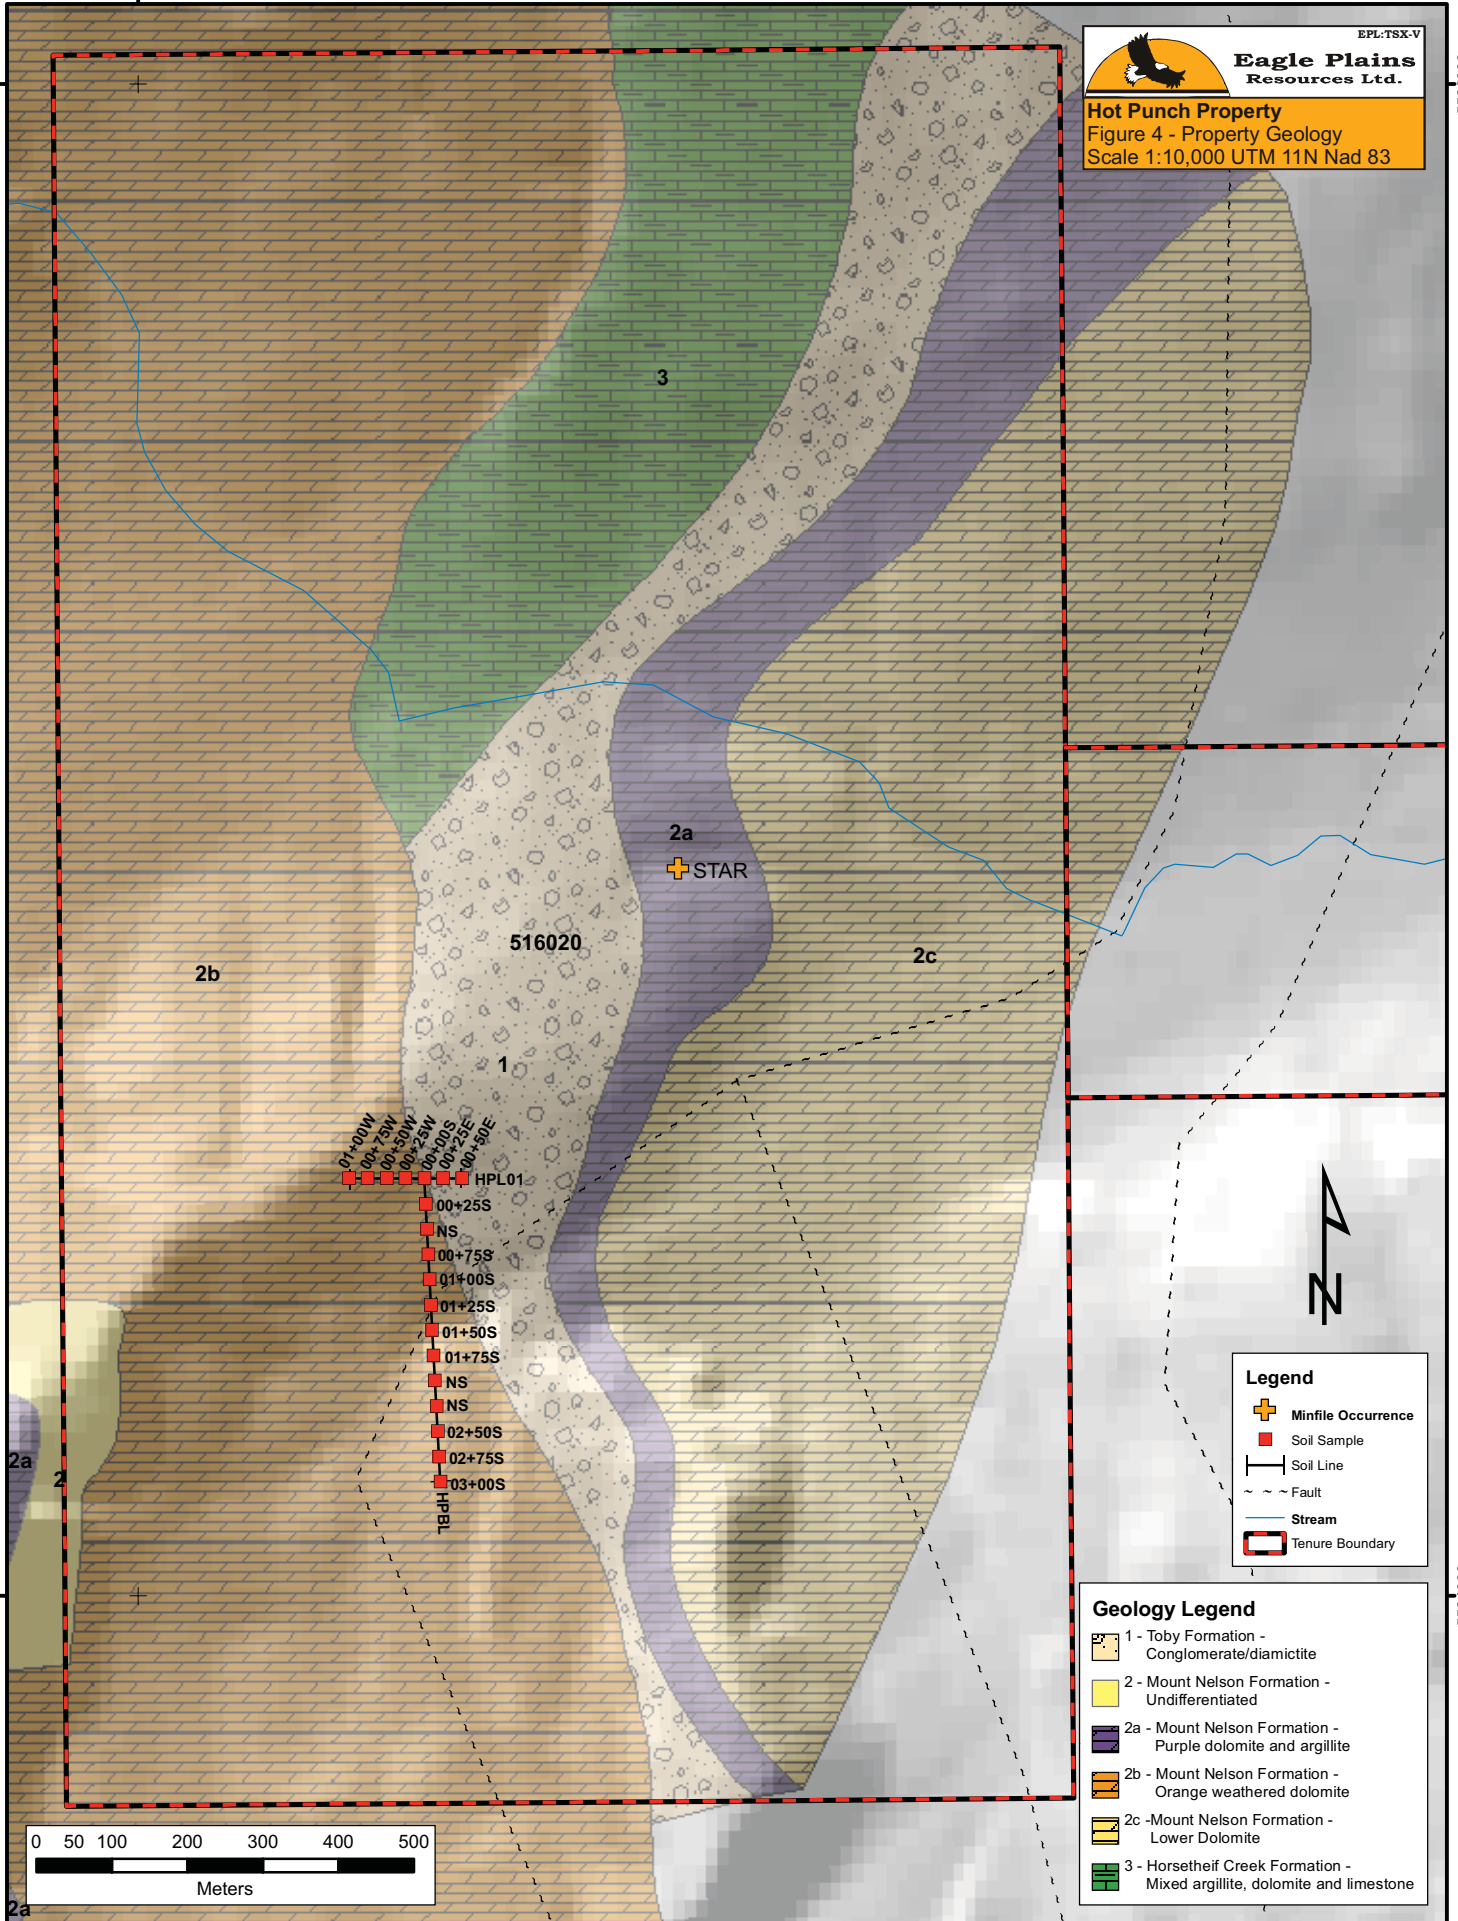 EPL:TSX-V
Eagle Plains
Resources Ltd.
Hot Punch Property
Figure 4 - Property Geology
Scale 1:10,000 UTM 11N Nad 83
3
2a
STAR
516020
2b
2c
1
01+00W
00+75W
00+50W
00+25W
00+00S
00+25E
00+50E
HPL01
00+25S
NS
00+75S
01+00S
01+25S
01+50S
01+75S
NS
NS
02+50S
02+75S
03+00S
HPBL
2a
2
N
Legend
Minfile Occurrence
Soil Sample
Soil Line
Fault
Stream
Tenure Boundary
Geology Legend
1 - Toby Formation -
Conglomerate/diamictite
2 - Mount Nelson Formation -
Undifferentiated
2a - Mount Nelson Formation -
Purple dolomite and argillite
2b - Mount Nelson Formation -
Orange weathered dolomite
2c -Mount Nelson Formation -
Lower Dolomite
3 - Horsetheif Creek Formation -
Mixed argillite, dolomite and limestone
0 50 100 200 300 400 500
Meters
2a